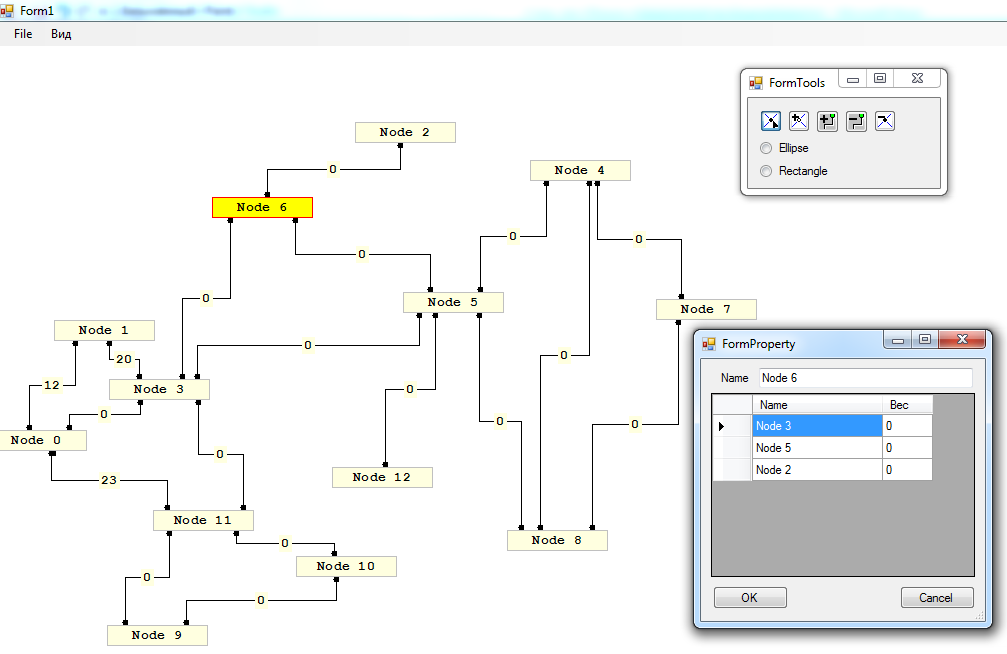 Form1
File Вид
FormTools
Ellipse
Rectangle
Node 2
0
Node 4
Node 6
0
0
0
Node 5
0
Node 7
Node 1
0
20
0
12
Node 3
0
0
0
0
Node 0
0
Node 12
23
Node 11
Node 8
0
Node 10
0
0
Node 9
FormProperty
Name Node 6
Name Вес
Node 3 0
Node 5 0
Node 2 0
OK Cancel